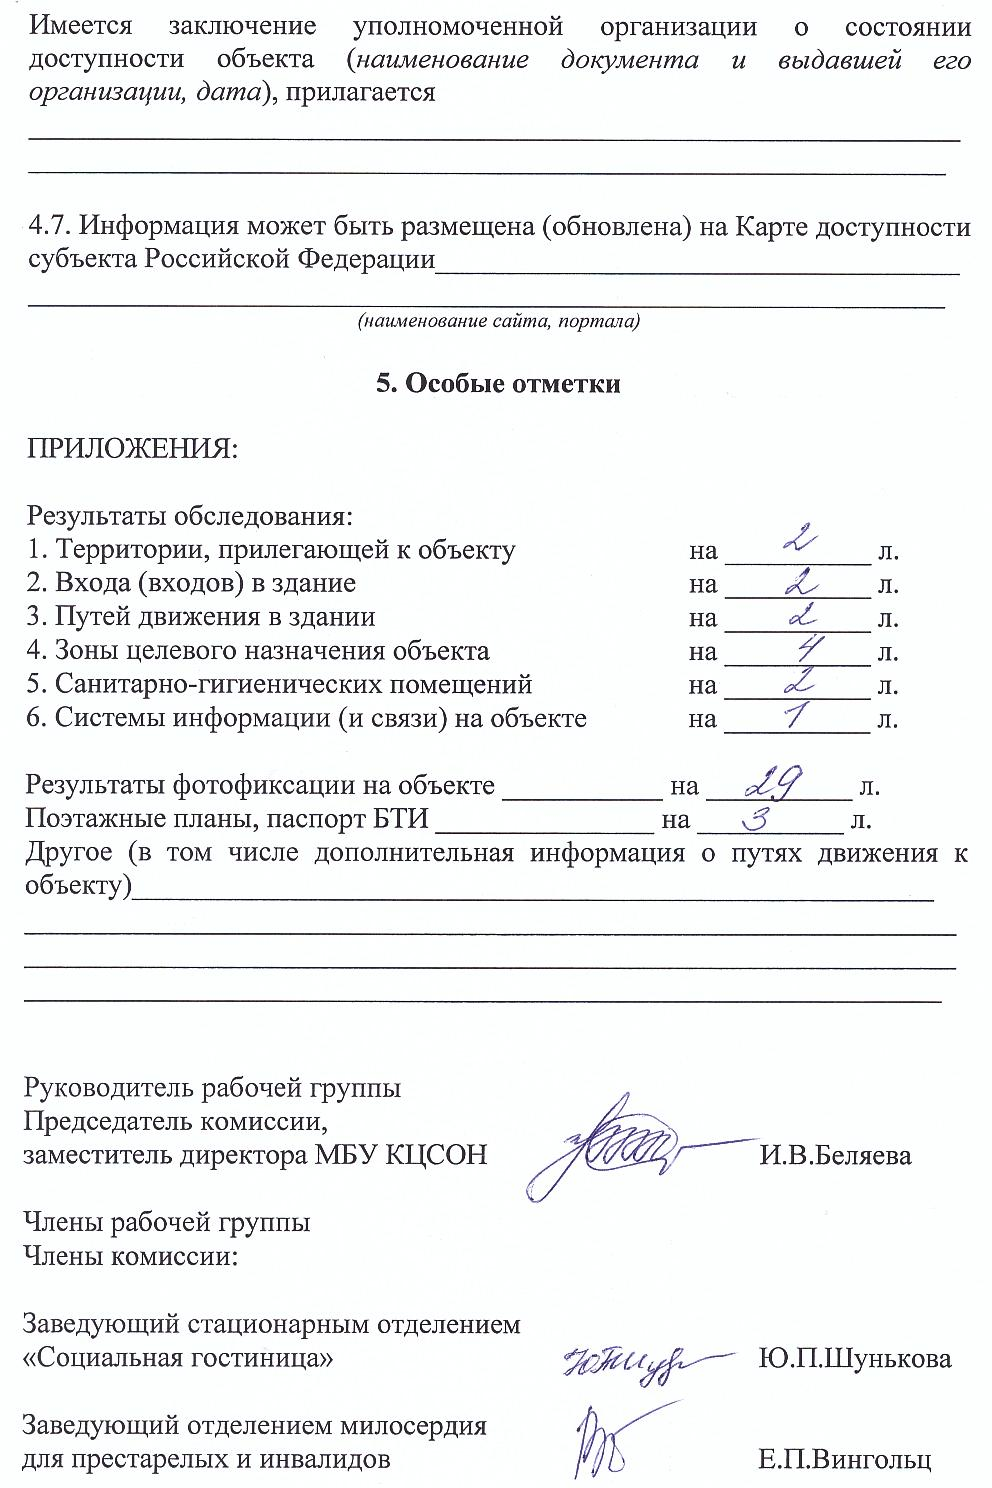 Имеется заключение уполномоченной организации о состоянии
доступности объекта (наименование документа и выдавшей его
организации, дата), прилагается
4.7. Информация может быть размещена (обновлена) на Карте доступности
субъекта Российской Федерации
(наименование сайта, портала)
5. Особые отметки
ПРИЛОЖЕНИЯ:
Результаты обследования:
1. Территории, прилегающей к объекту на 2 л.
2. Входа (входов) в здание на 2 л.
3. Путей движения в здании на 2 л.
4. Зоны целевого назначения объекта на 4 л.
5. Санитарно-гигиенических помещений на 2 л.
6. Системы информации (и связи) на объекте на 1 л.
Результаты фотофиксации на объекте на 29 л.
Поэтажные планы, паспорт БТИ на 3 л.
Другое (в том числе дополнительная информация о путях движения к
объекту)
Руководитель рабочей группы
Председатель комиссии,
заместитель директора МБУ КЦСОН И.В.Беляева
Члены рабочей группы
Члены комиссии:
Заведующий стационарным отделением
«Социальная гостиница» Ю.П.Шунькова
Заведующий отделением милосердия
для престарелых и инвалидов Е.П.Вингольц